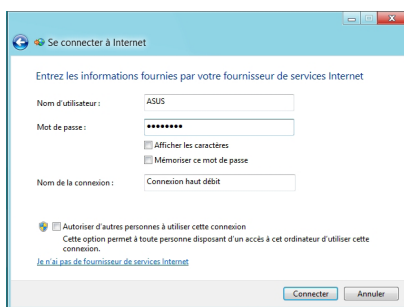 Se connecter à Internet
Entrez les informations fournies par votre fournisseur de services Internet
Nom d'utilisateur :
ASUS
Mot de passe :
••••••••
Afficher les caractères
Mémoriser ce mot de passe
Nom de la connexion :
Connexion haut débit
Autoriser d'autres personnes à utiliser cette connexion
Cette option permet à toute personne disposant d'un accès à cet ordinateur d'utiliser cette
connexion.
Je n'ai pas de fournisseur de services Internet
Connecter
Annuler